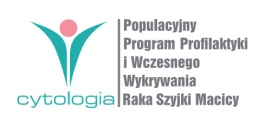 Populacyjny
Program Profilaktyki
i Wczesnego
Wykrywania
Raka Szyjki Macicy
cytologia